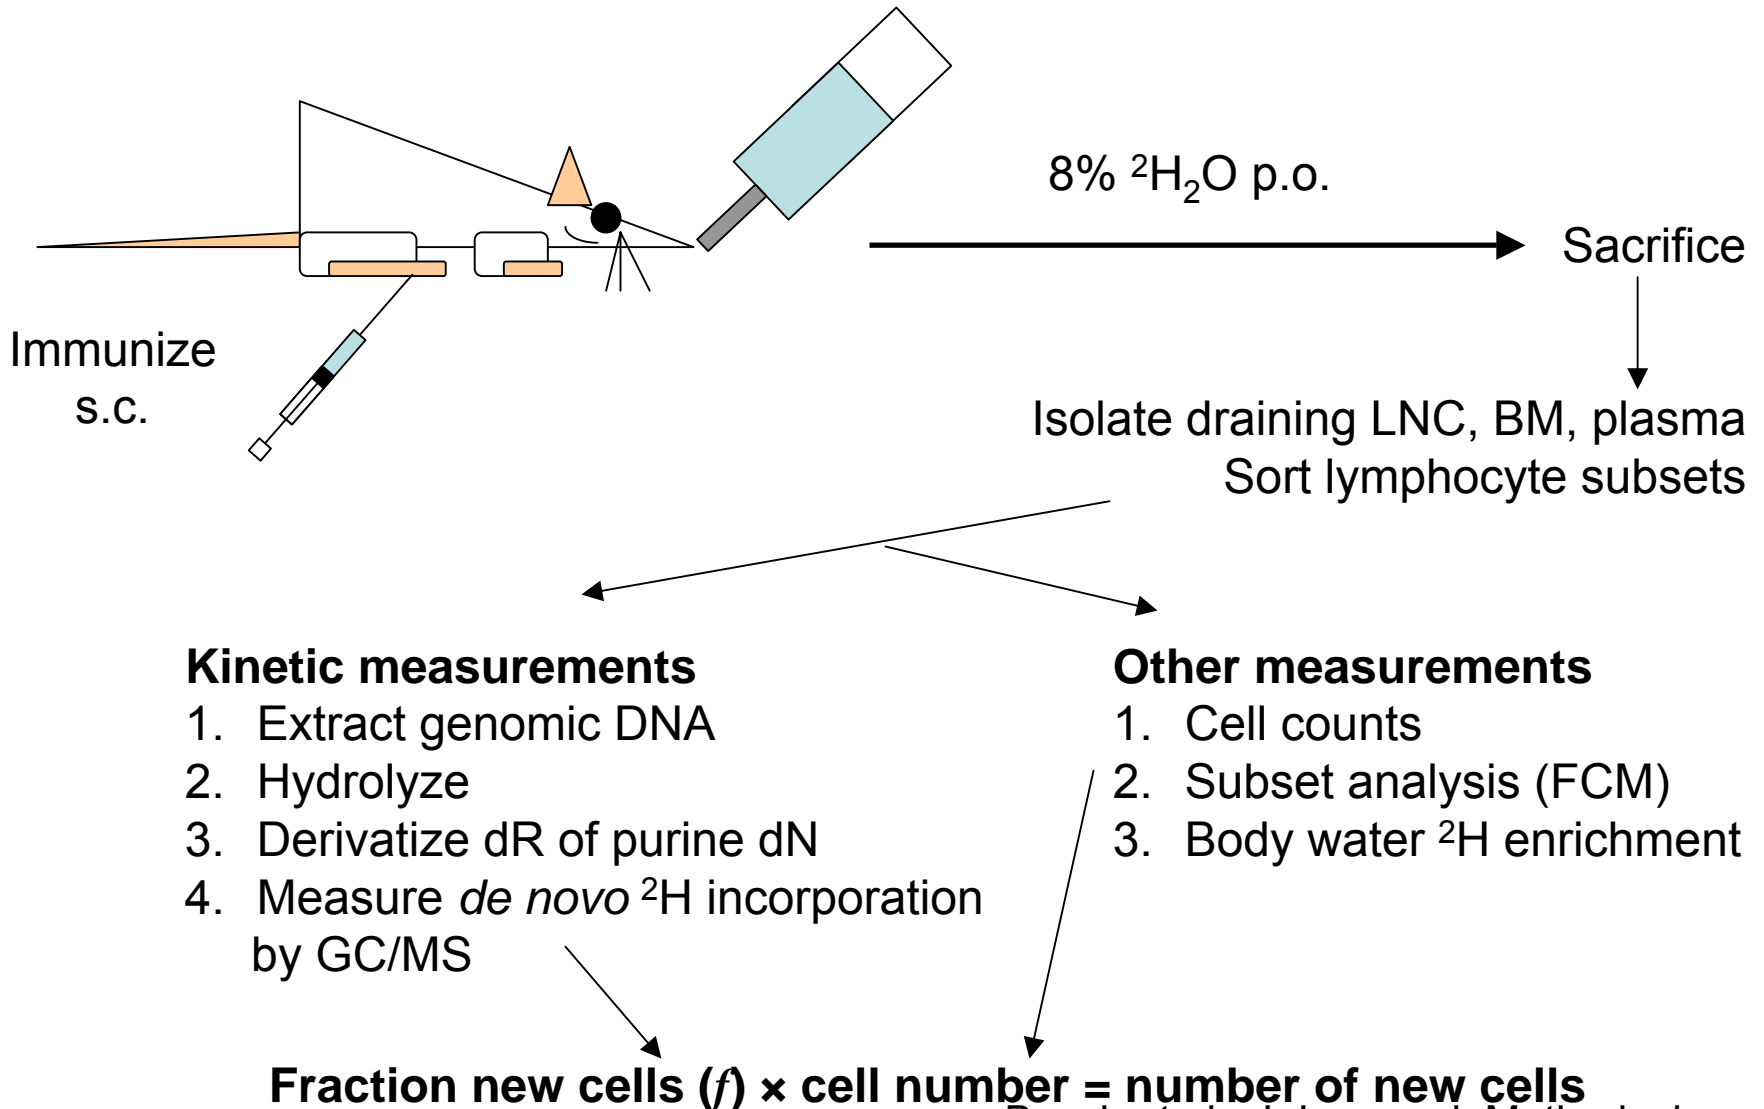 8% ²H₂O p.o.
Sacrifice
Immunize
s.c.
Isolate draining LNC, BM, plasma
Sort lymphocyte subsets
Kinetic measurements
1. Extract genomic DNA
2. Hydrolyze
3. Derivatize dR of purine dN
4. Measure de novo ²H incorporation
by GC/MS
Other measurements
1. Cell counts
2. Subset analysis (FCM)
3. Body water ²H enrichment
Fraction new cells (f) × cell number = number of new cells